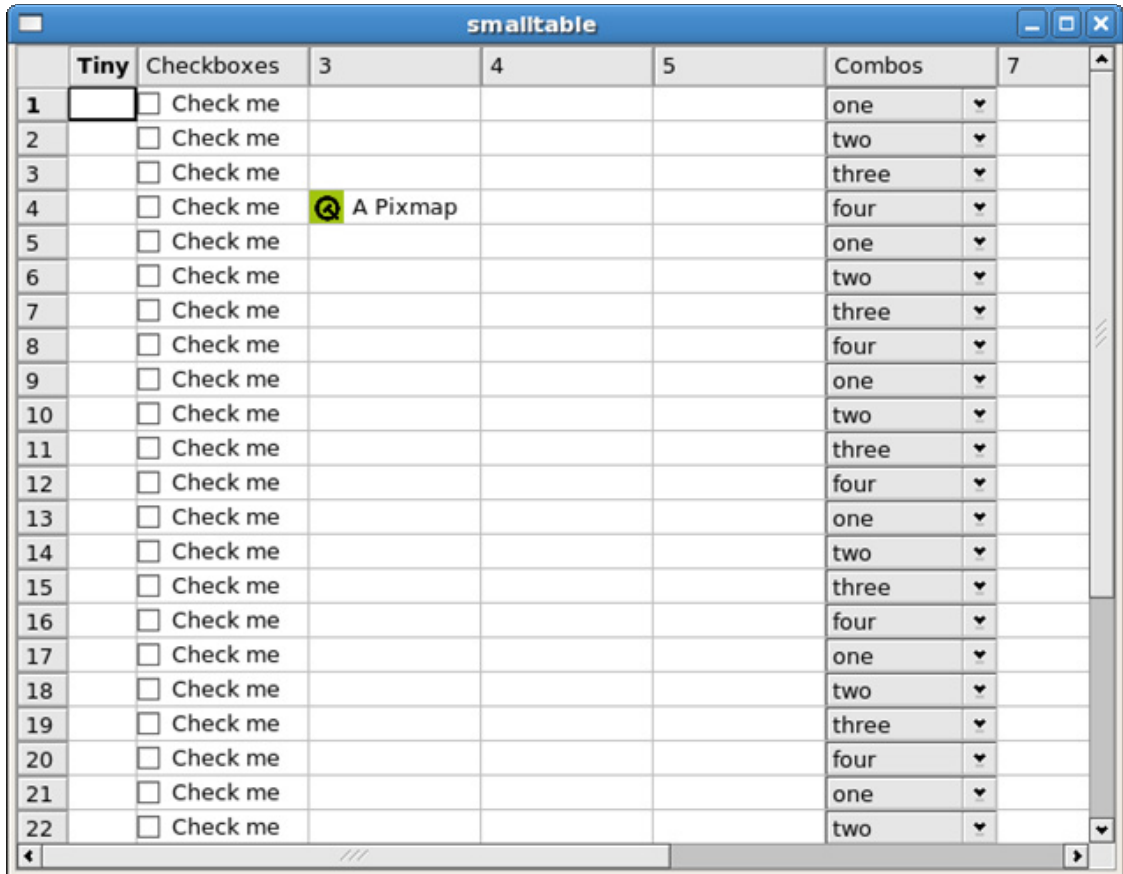 smalltable
Tiny Checkboxes 3 4 5 Combos 7
1 Check me one
2 Check me two
3 Check me three
4 Check me A Pixmap four
5 Check me one
6 Check me two
7 Check me three
8 Check me four
9 Check me one
10 Check me two
11 Check me three
12 Check me four
13 Check me one
14 Check me two
15 Check me three
16 Check me four
17 Check me one
18 Check me two
19 Check me three
20 Check me four
21 Check me one
22 Check me two